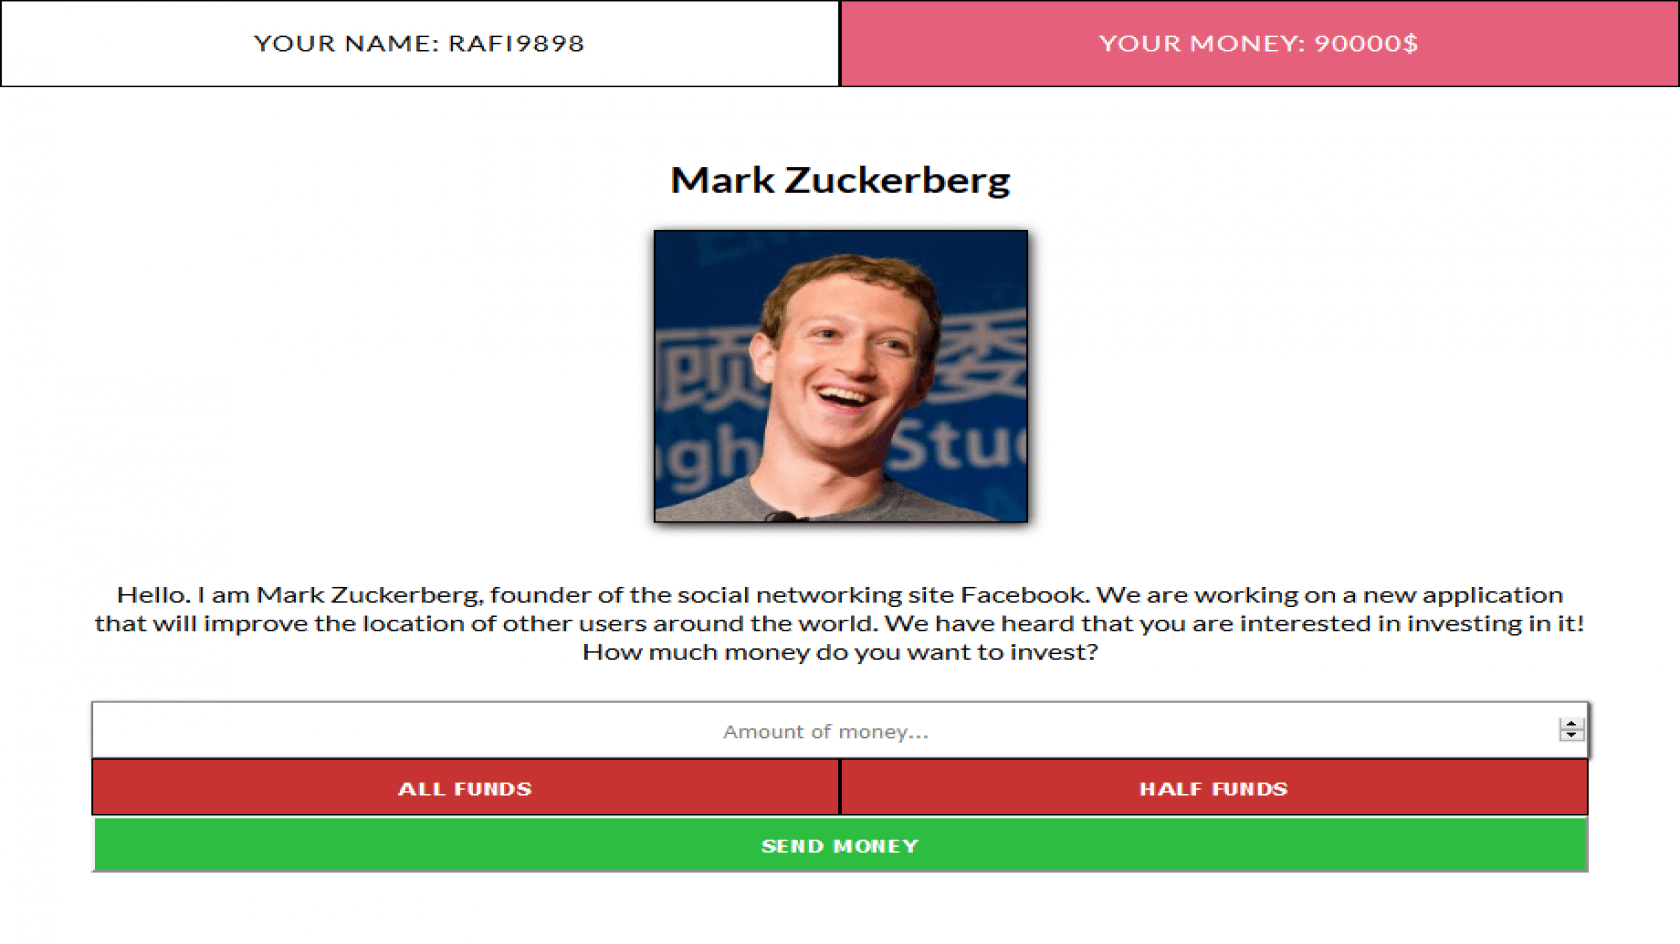 YOUR NAME: RAFI9898
YOUR MONEY: 90000$
Mark Zuckerberg
顾
委
ngh
Stu
Hello. I am Mark Zuckerberg, founder of the social networking site Facebook. We are working on a new application
that will improve the location of other users around the world. We have heard that you are interested in investing in it!
How much money do you want to invest?
Amount of money...
ALL FUNDS
HALF FUNDS
SEND MONEY